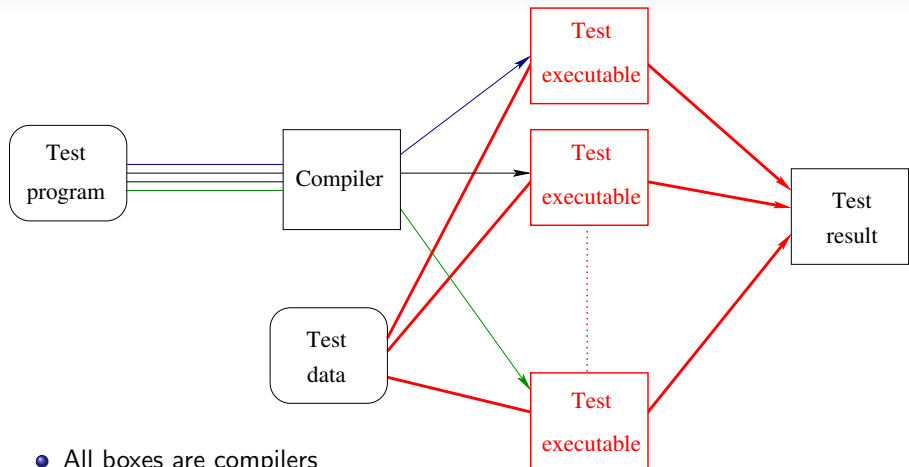 Test
executable
Test
program
Compiler
Test
executable
Test
result
Test
data
Test
executable
All boxes are compilers